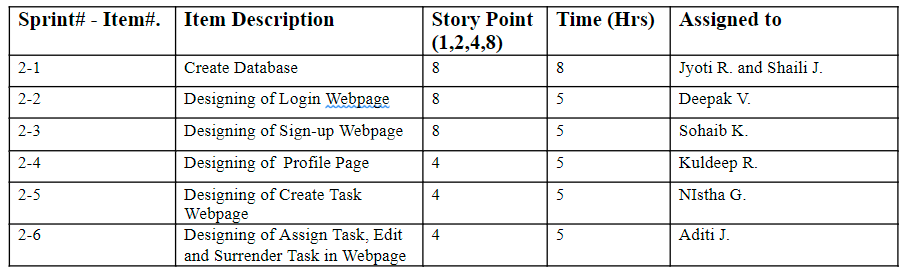 Sprint# - Item#. Item Description Story Point Time (Hrs) Assigned to
(1,2,4,8)
2-1 Create Database 8 8 Jyoti R. and Shaili J.
2-2 Designing of Login Webpage 8 5 Deepak V.
2-3 Designing of Sign-up Webpage 8 5 Sohaib K.
2-4 Designing of Profile Page 4 5 Kuldeep R.
2-5 Designing of Create Task 4 5 NIstha G.
Webpage
2-6 Designing of Assign Task, Edit 4 5 Aditi J.
and Surrender Task in Webpage